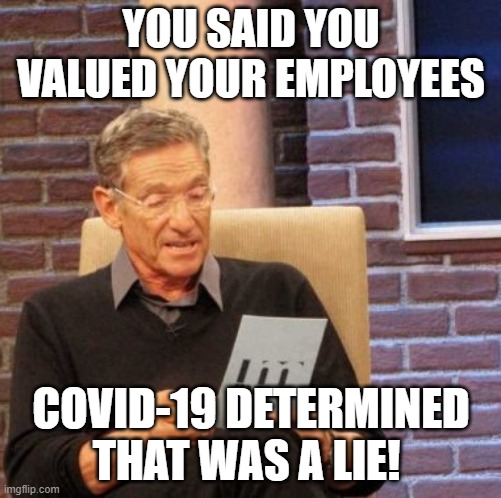 YOU SAID YOU
VALUED YOUR EMPLOYEES
COVID-19 DETERMINED
THAT WAS A LIE!
imgflip.com